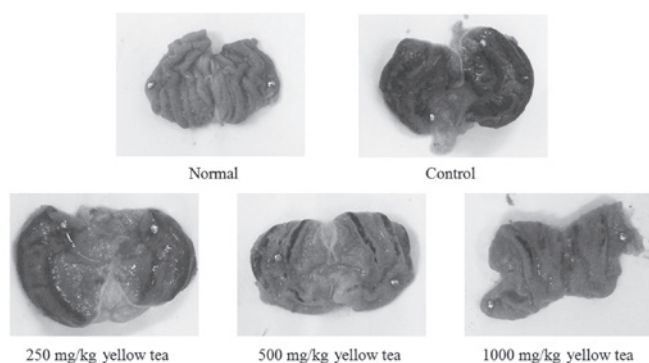 Normal
Control
250 mg/kg yellow tea
500 mg/kg yellow tea
1000 mg/kg yellow tea